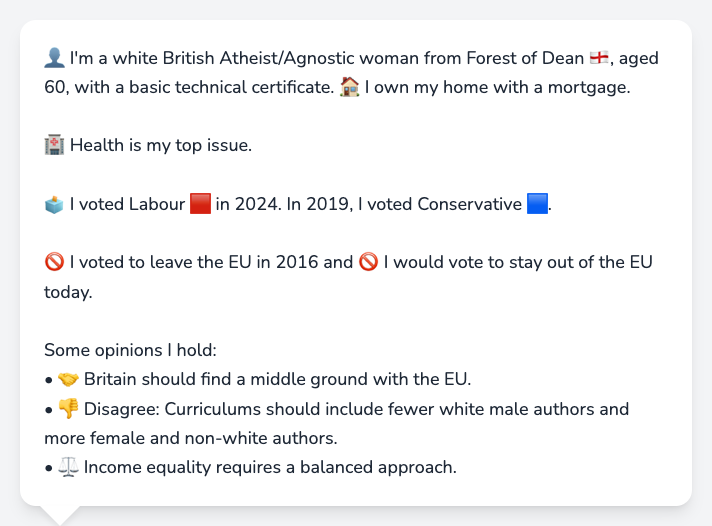 👤 I'm a white British Atheist/Agnostic woman from Forest of Dean 🏴󠁧󠁢󠁥󠁮󠁧󠁿, aged
60, with a basic technical certificate. 🏠 I own my home with a mortgage.
🏥 Health is my top issue.
🗳️ I voted Labour 🟥 in 2024. In 2019, I voted Conservative 🟦.
🚫 I voted to leave the EU in 2016 and 🚫 I would vote to stay out of the EU
today.
Some opinions I hold:
• 🤝 Britain should find a middle ground with the EU.
• 👎 Disagree: Curriculums should include fewer white male authors and
more female and non-white authors.
• ⚖️ Income equality requires a balanced approach.